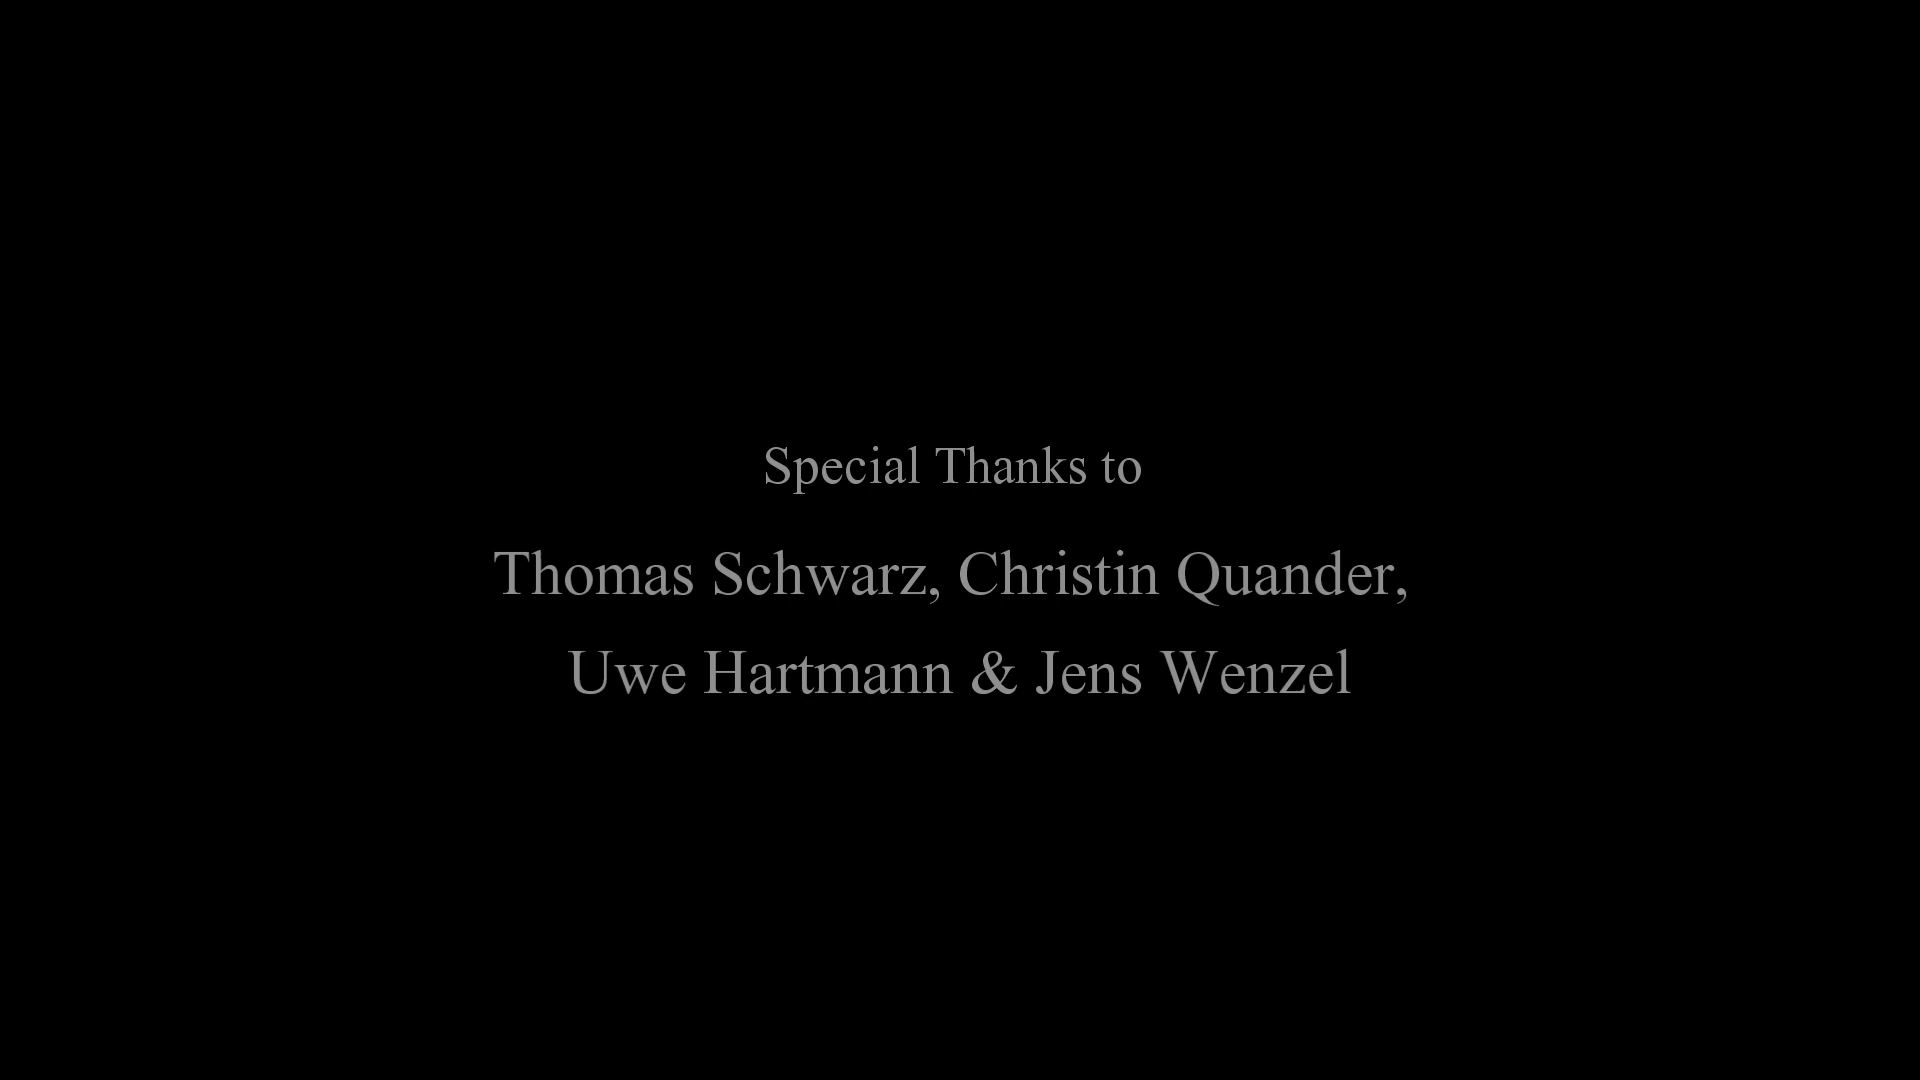 Special Thanks to
Thomas Schwarz, Christin Quander,
Uwe Hartmann & Jens Wenzel